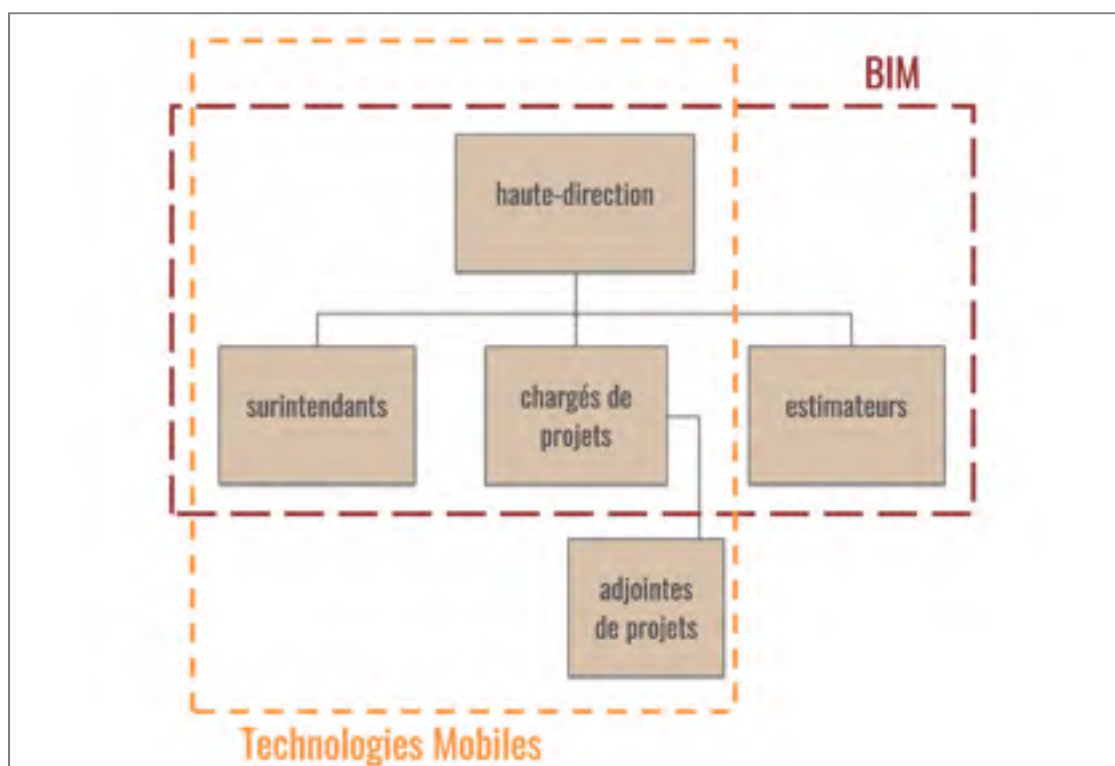 BIM
haute-direction
surintendants
chargés de
projets
estimateurs
adjointes
de projets
Technologies Mobiles